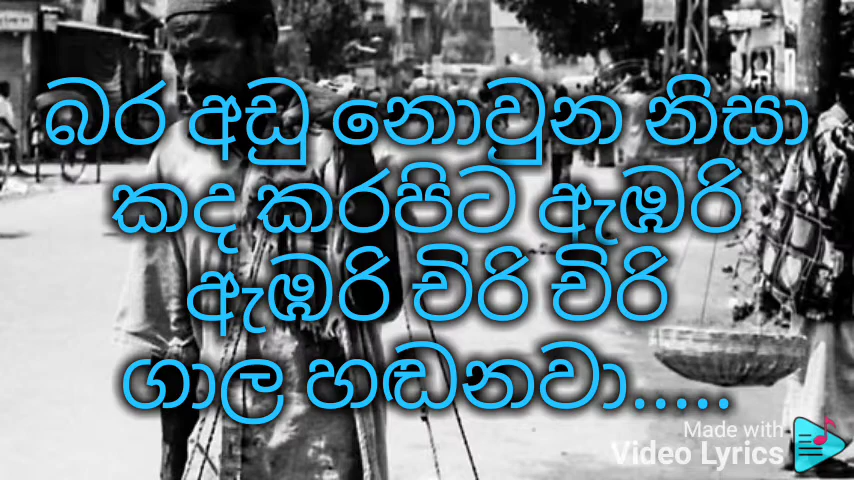 බර අඩු නොවුන නිසා
කද කරපිට ඇඹරි
ඇඹරි චිරි චිරි
ගාල හඬනවා.....
Made with
Video Lyrics